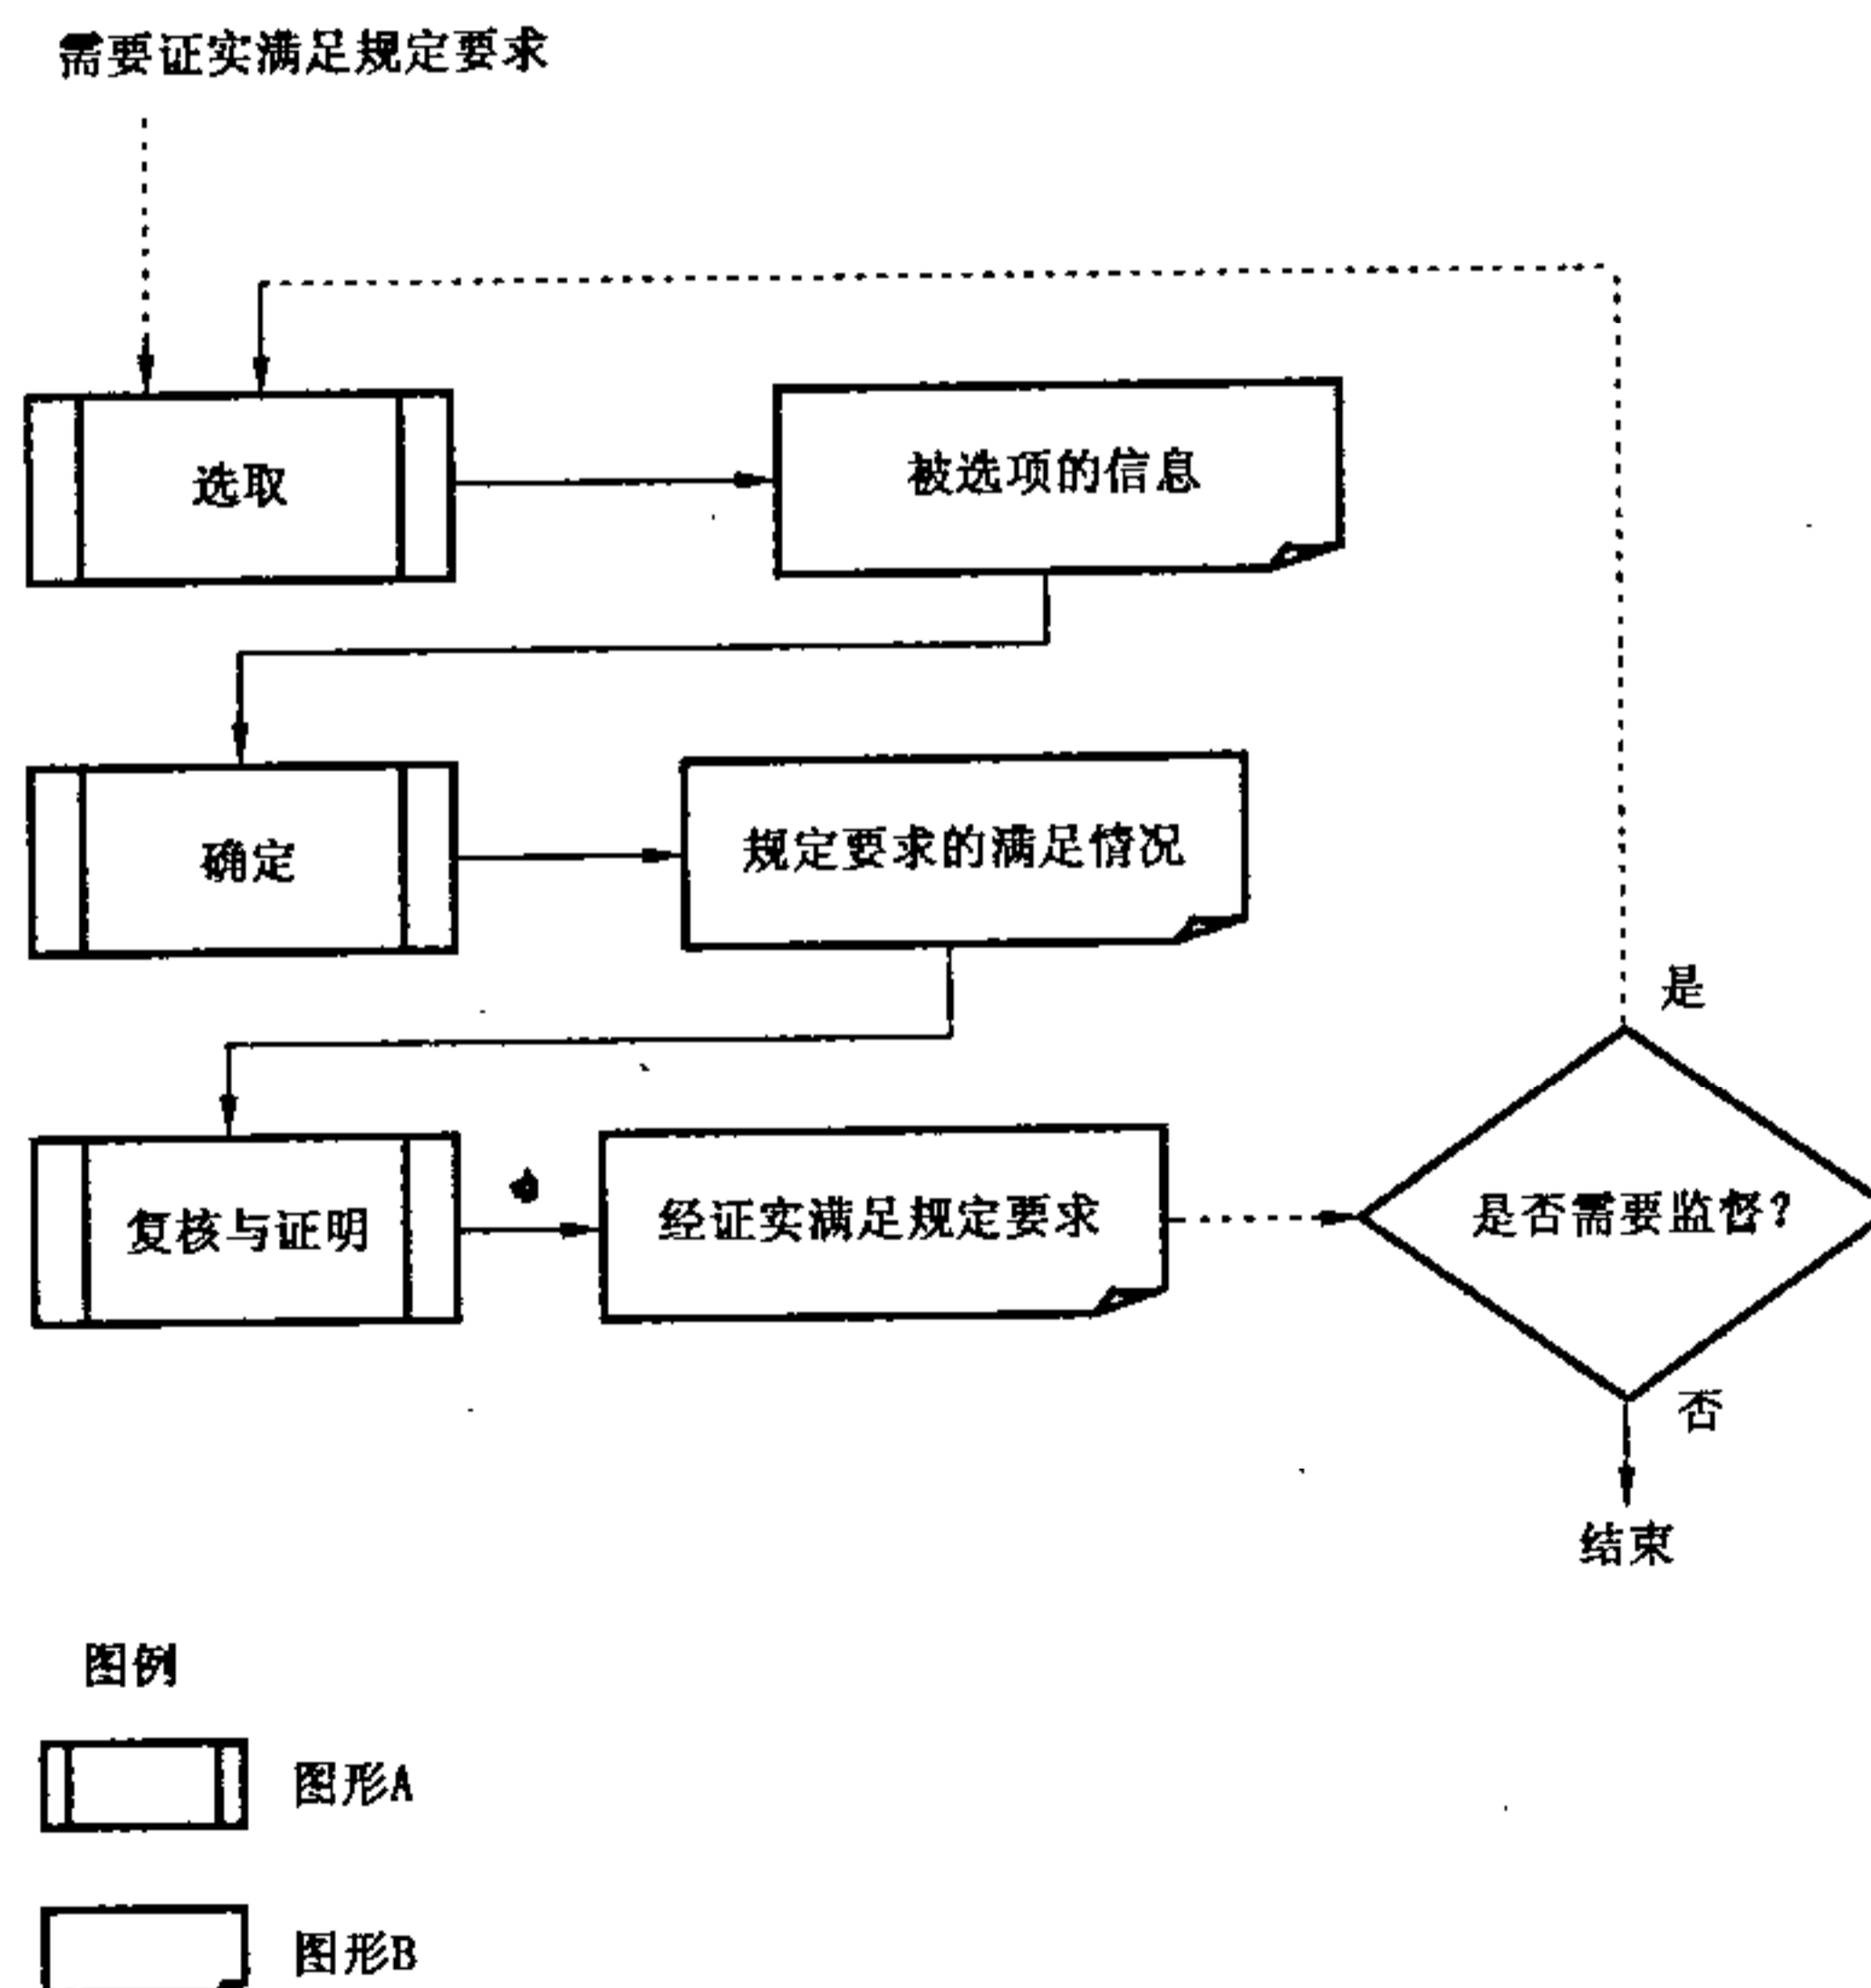 需要证实满足规定要求
选取
被选项的信息
确定
规定要求的满足情况
是
复核与证明
经证实满足规定要求
是否需要监督?
否
结束
图例
图形A
图形B